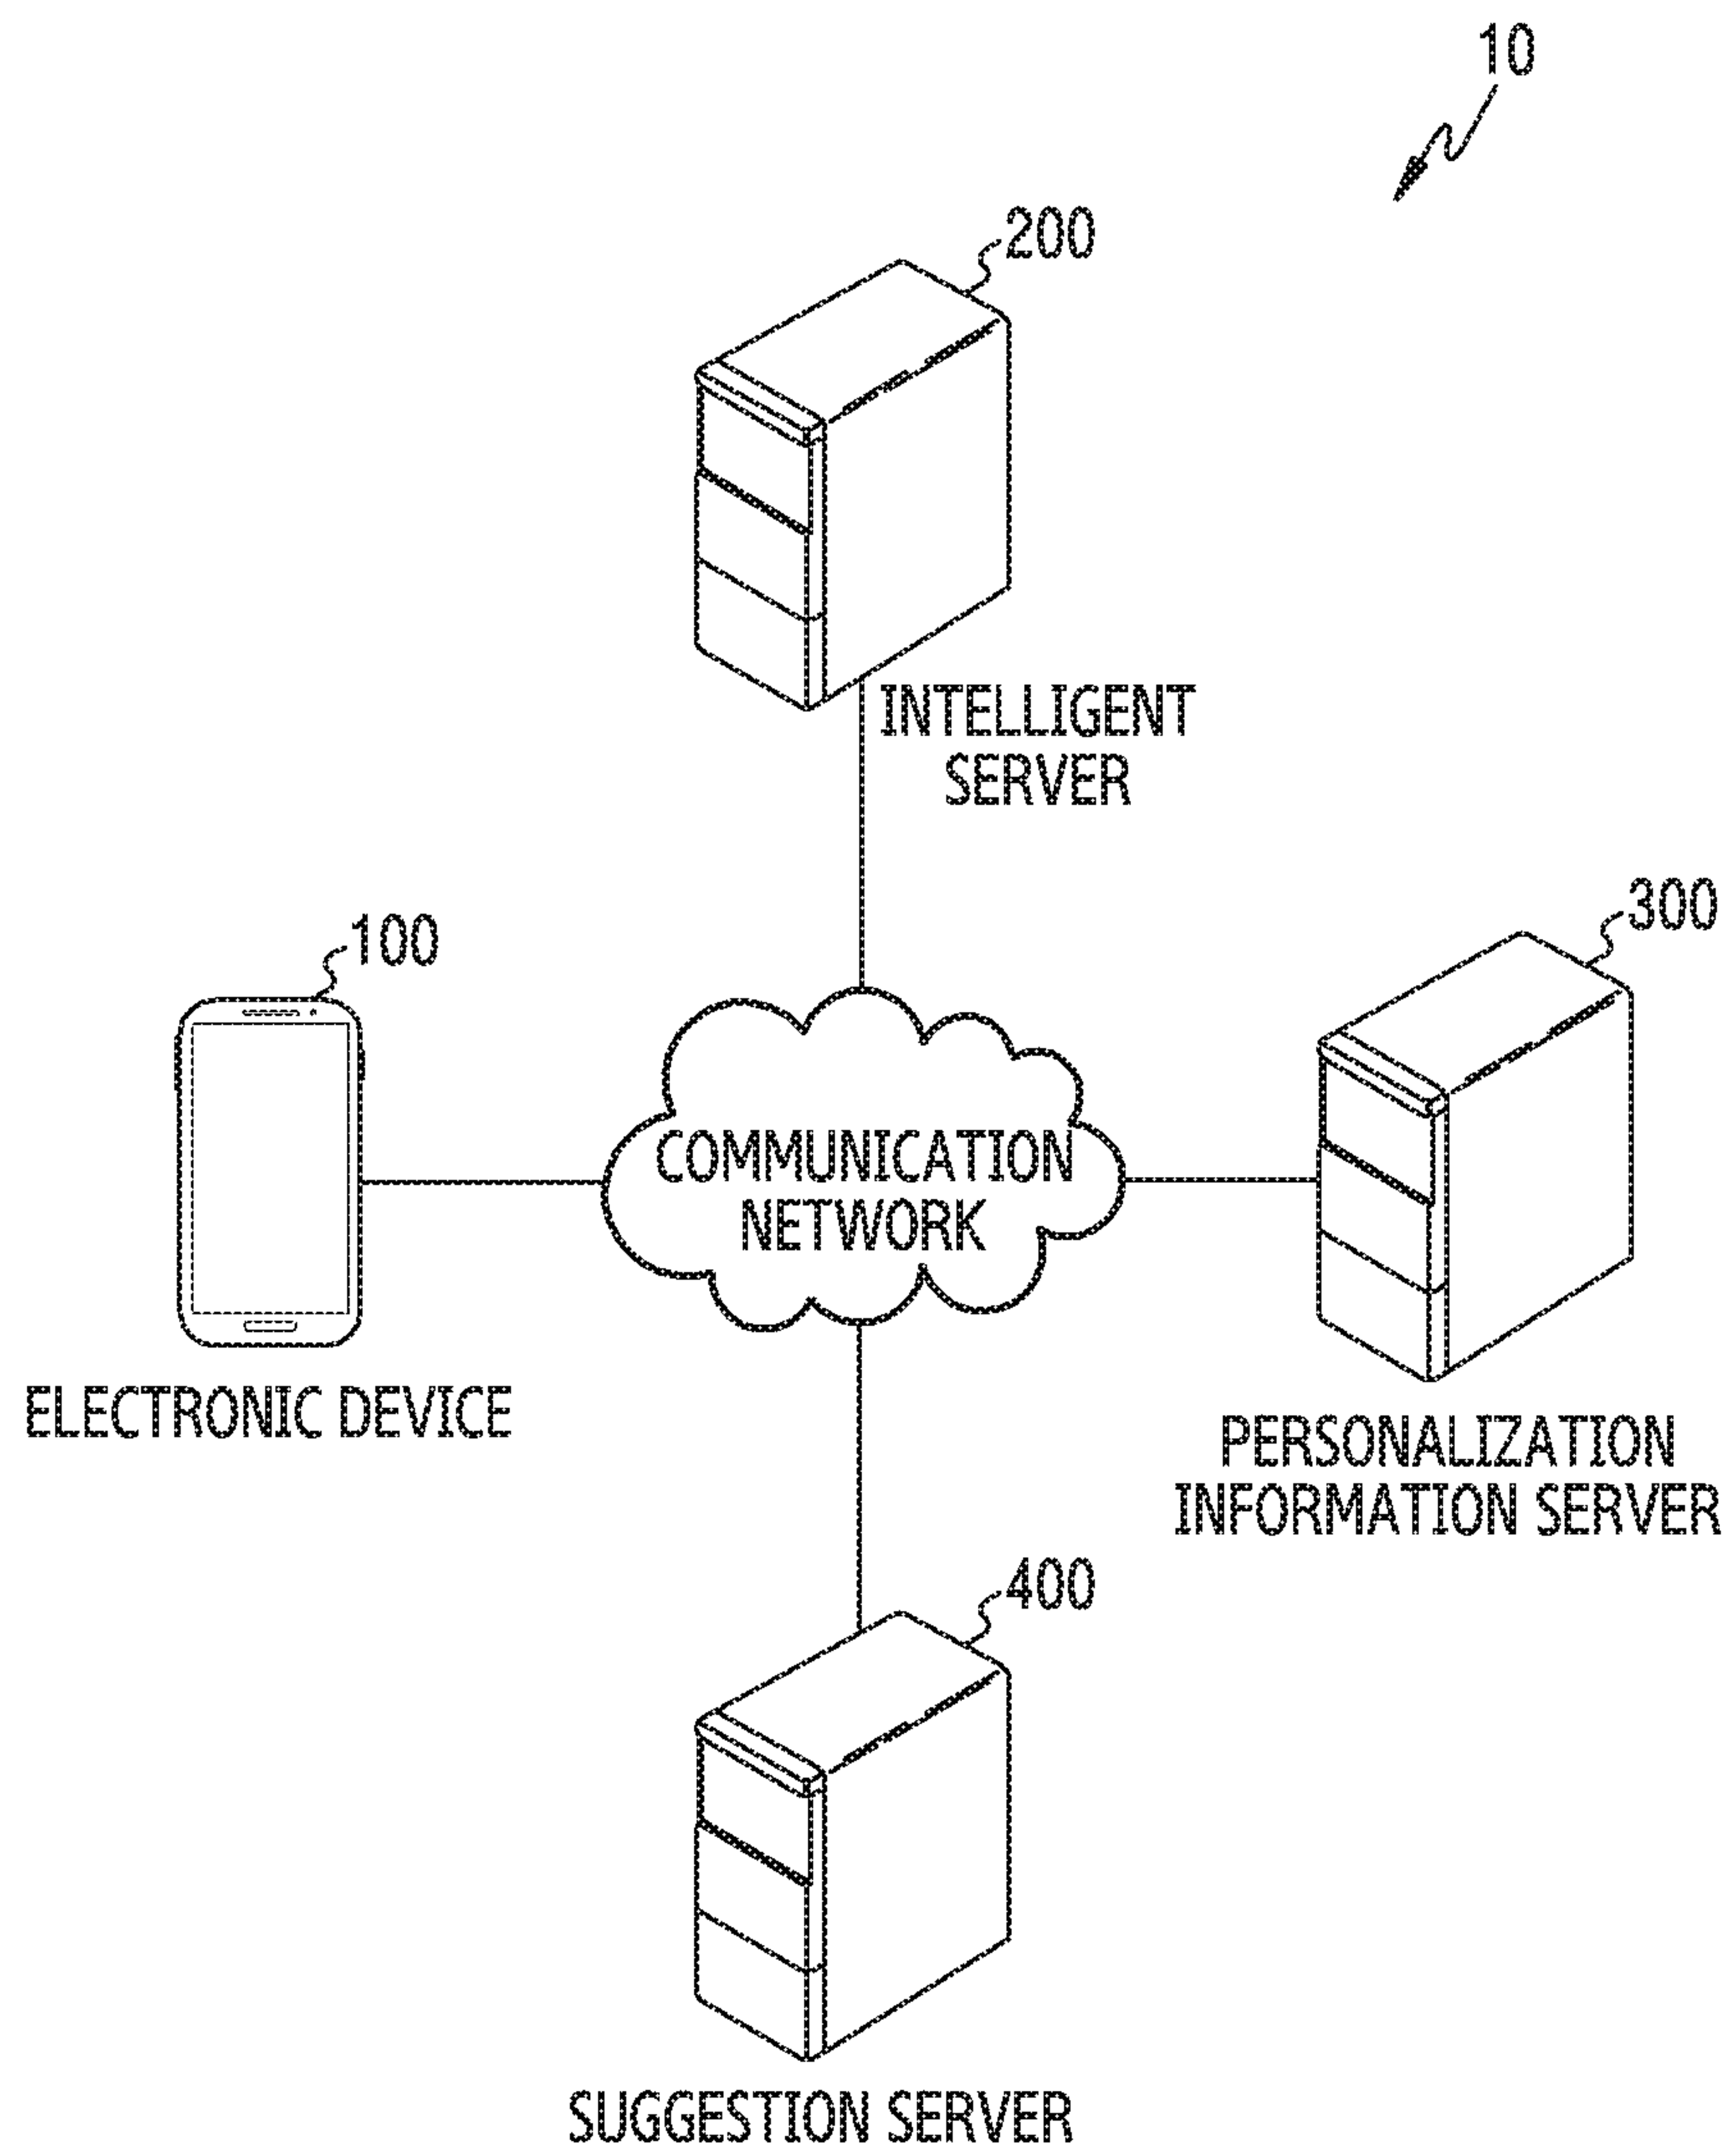 10
200
INTELLIGENT
SERVER
300
100
COMMUNICATION
NETWORK
ELECTRONIC DEVICE
PERSONALIZATION
INFORMATION SERVER
400
SUGGESTION SERVER